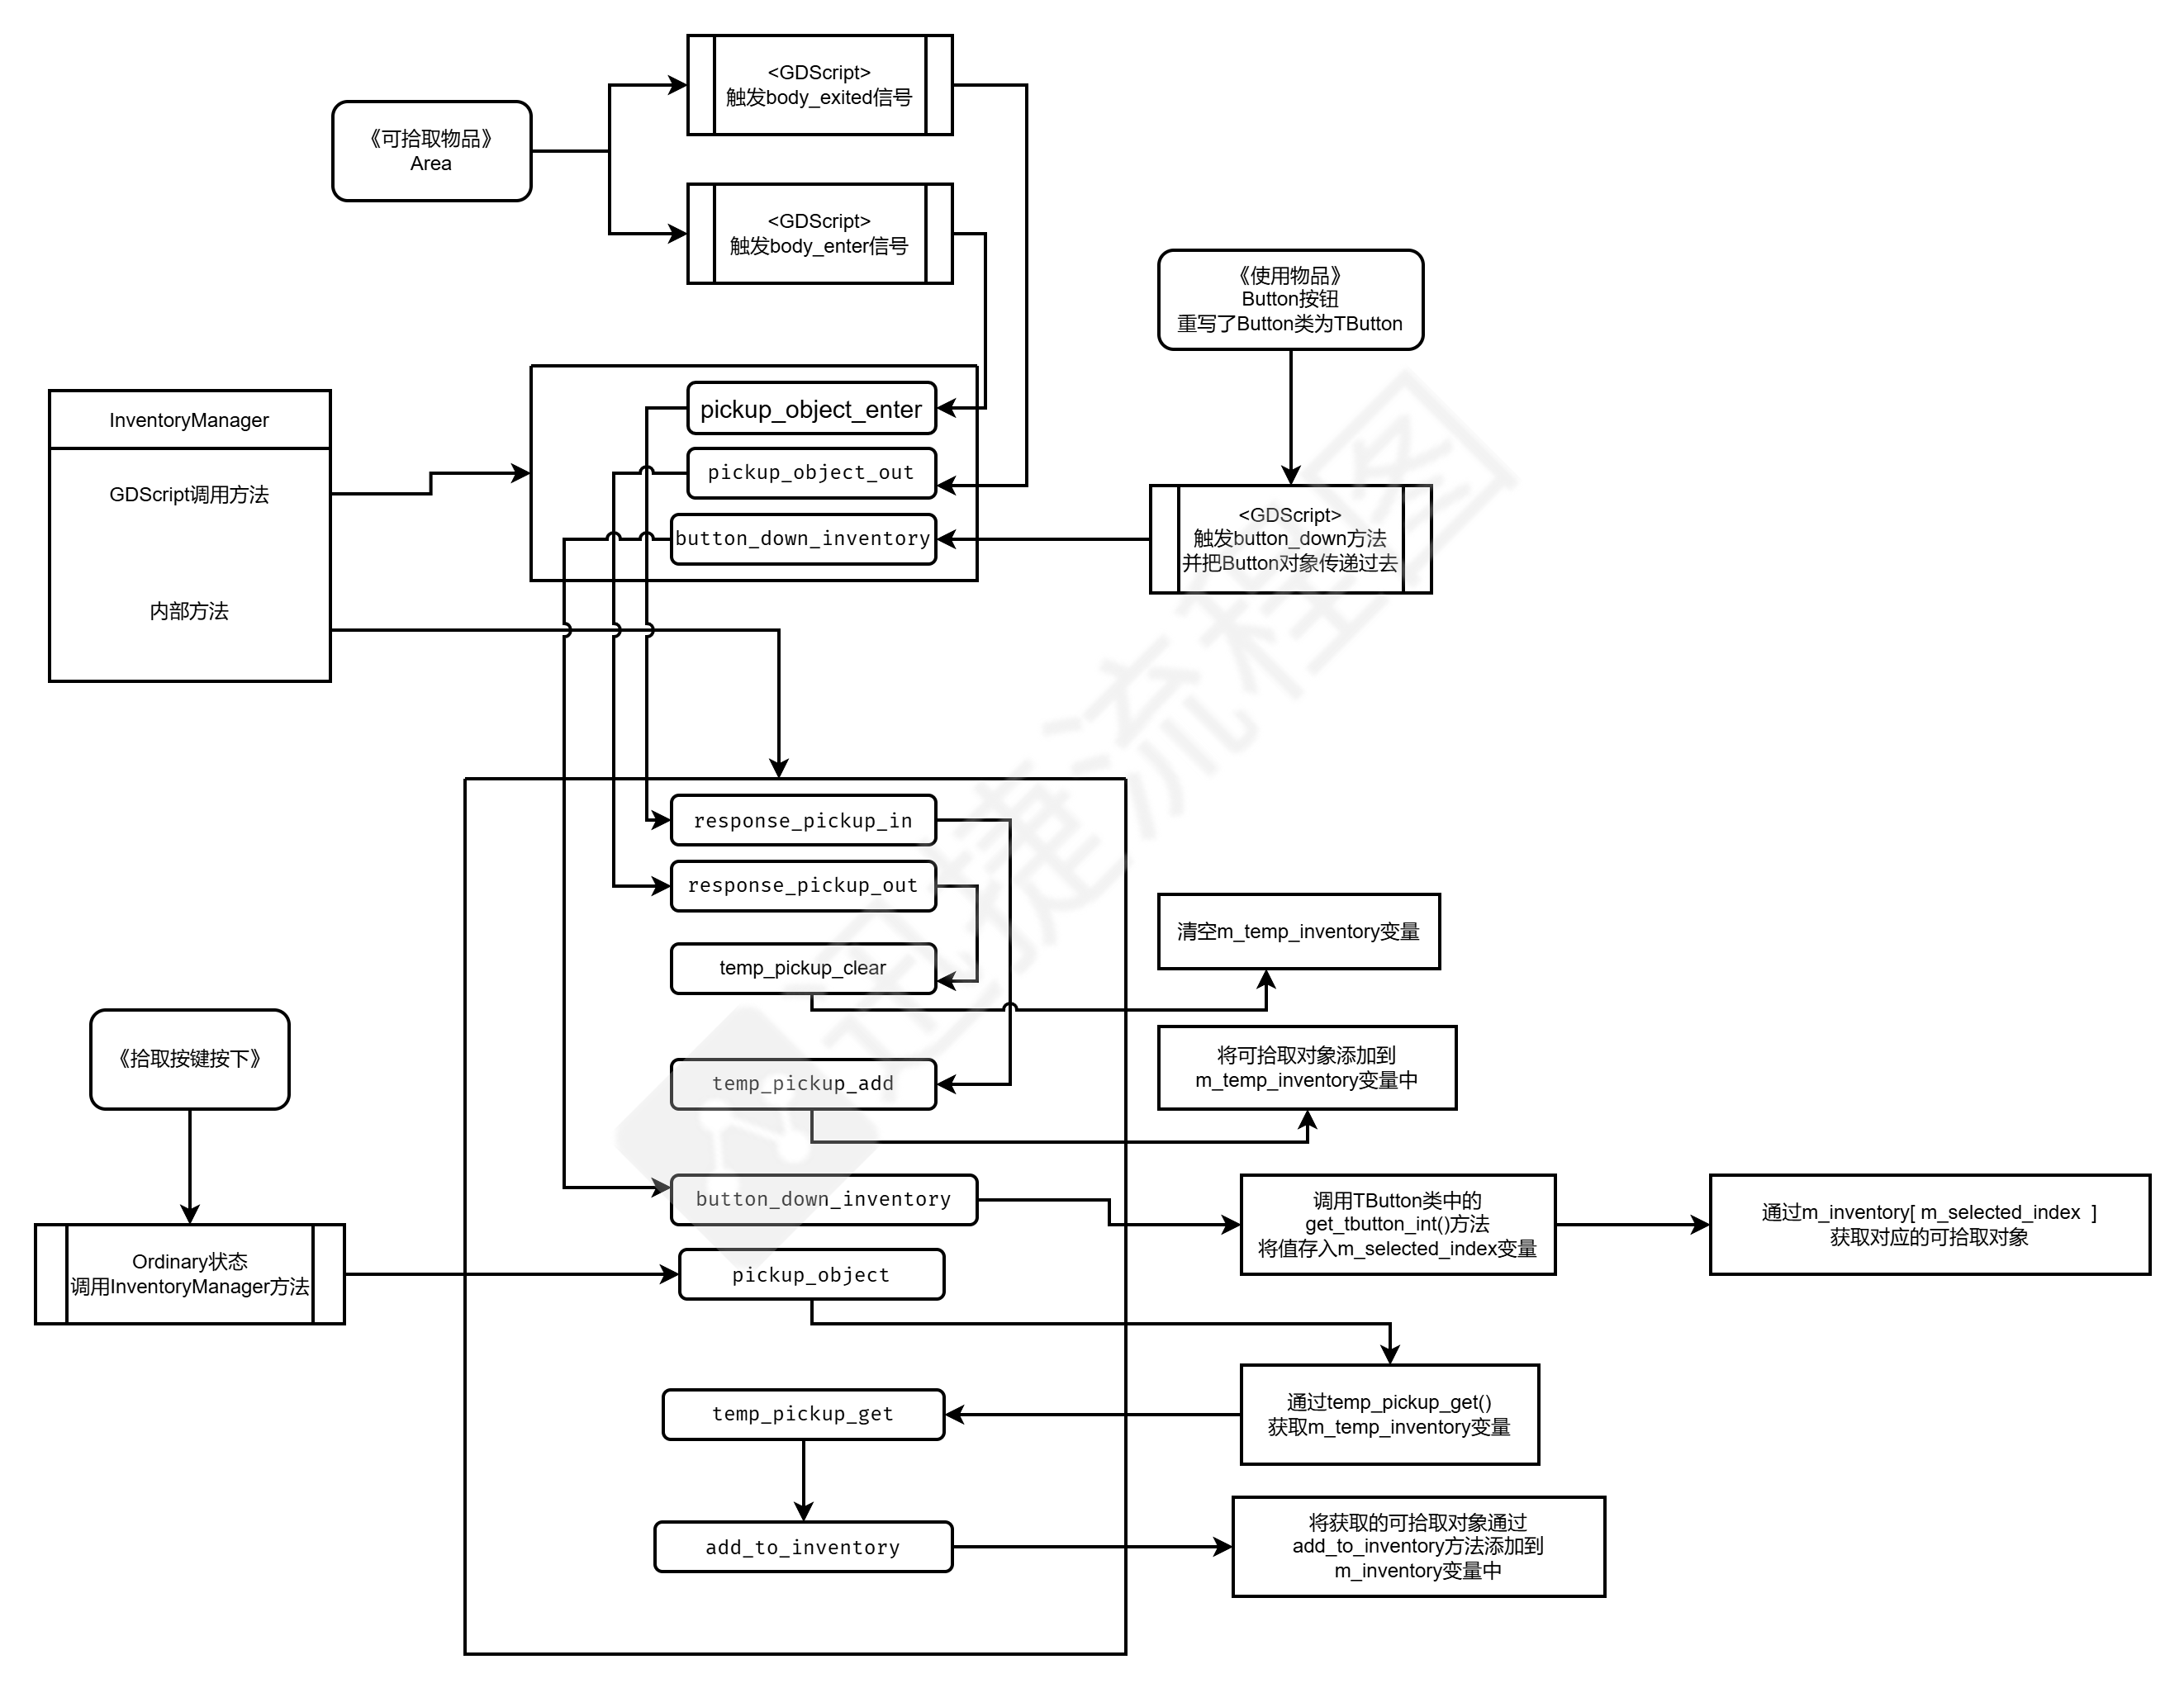 <GDScript>
触发body_exited信号
《可拾取物品》
Area
<GDScript>
触发body_enter信号
《使用物品》
Button按钮
重写了Button类为TButton
InventoryManager
GDScript调用方法
内部方法
pickup_object_enter
pickup_object_out
button_down_inventory
<GDScript>
触发button_down方法
并把Button对象传递过去
response_pickup_in
response_pickup_out
temp_pickup_clear
清空m_temp_inventory变量
《拾取按键按下》
temp_pickup_add
将可拾取对象添加到
m_temp_inventory变量中
button_down_inventory
调用TButton类中的
get_tbutton_int()方法
将值存入m_selected_index变量
通过m_inventory[ m_selected_index  ]
获取对应的可拾取对象
Ordinary状态
调用InventoryManager方法
pickup_object
temp_pickup_get
通过temp_pickup_get()
获取m_temp_inventory变量
add_to_inventory
将获取的可拾取对象通过
add_to_inventory方法添加到
m_inventory变量中
迅捷流程图